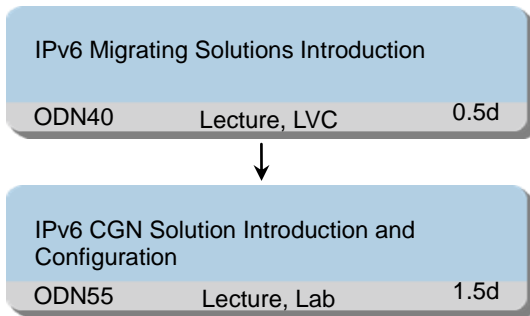 IPv6 Migrating Solutions Introduction
ODN40 Lecture, LVC 0.5d
IPv6 CGN Solution Introduction and
Configuration
ODN55 Lecture, Lab 1.5d